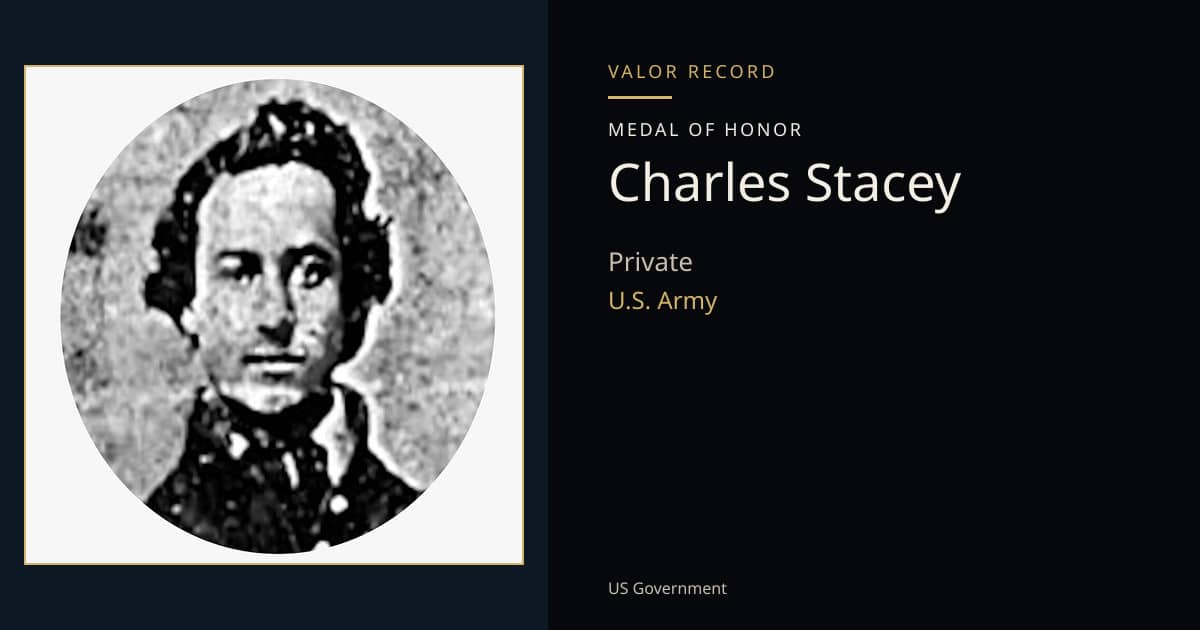 VALOR RECORD
MEDAL OF HONOR
Charles Stacey
Private
U.S. Army
US Government